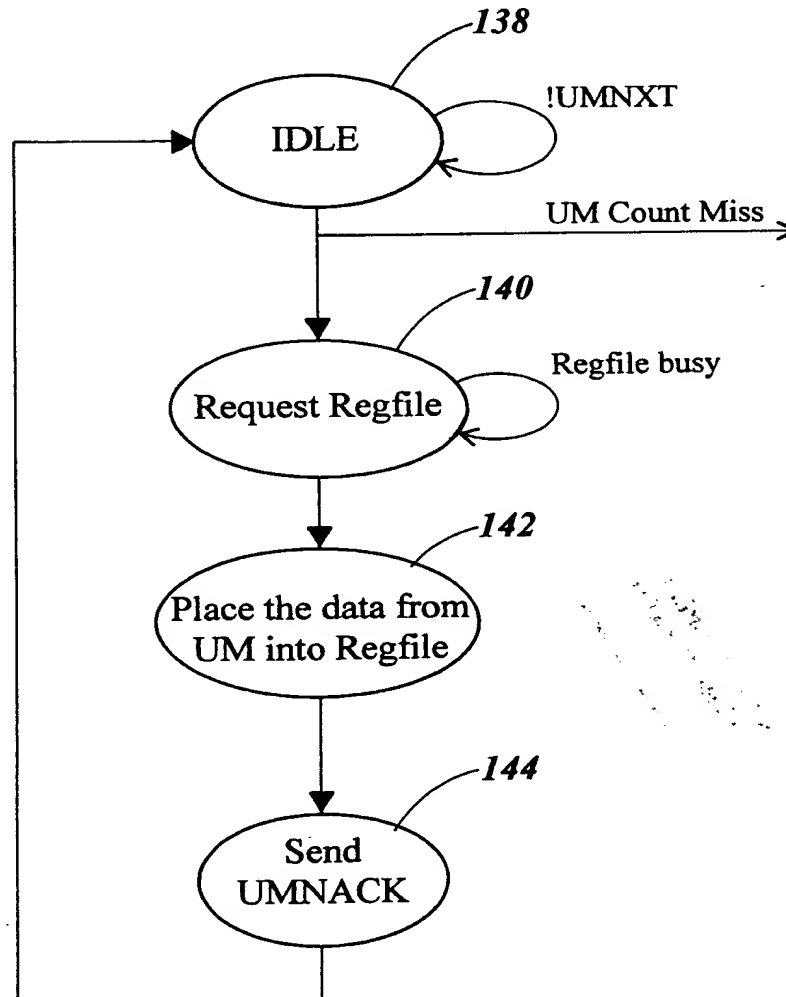 138
!UMNXT
IDLE
UM Count Miss
140
Regfile busy
Request Regfile
142
Place the data from
UM into Regfile
144
Send
UMNACK